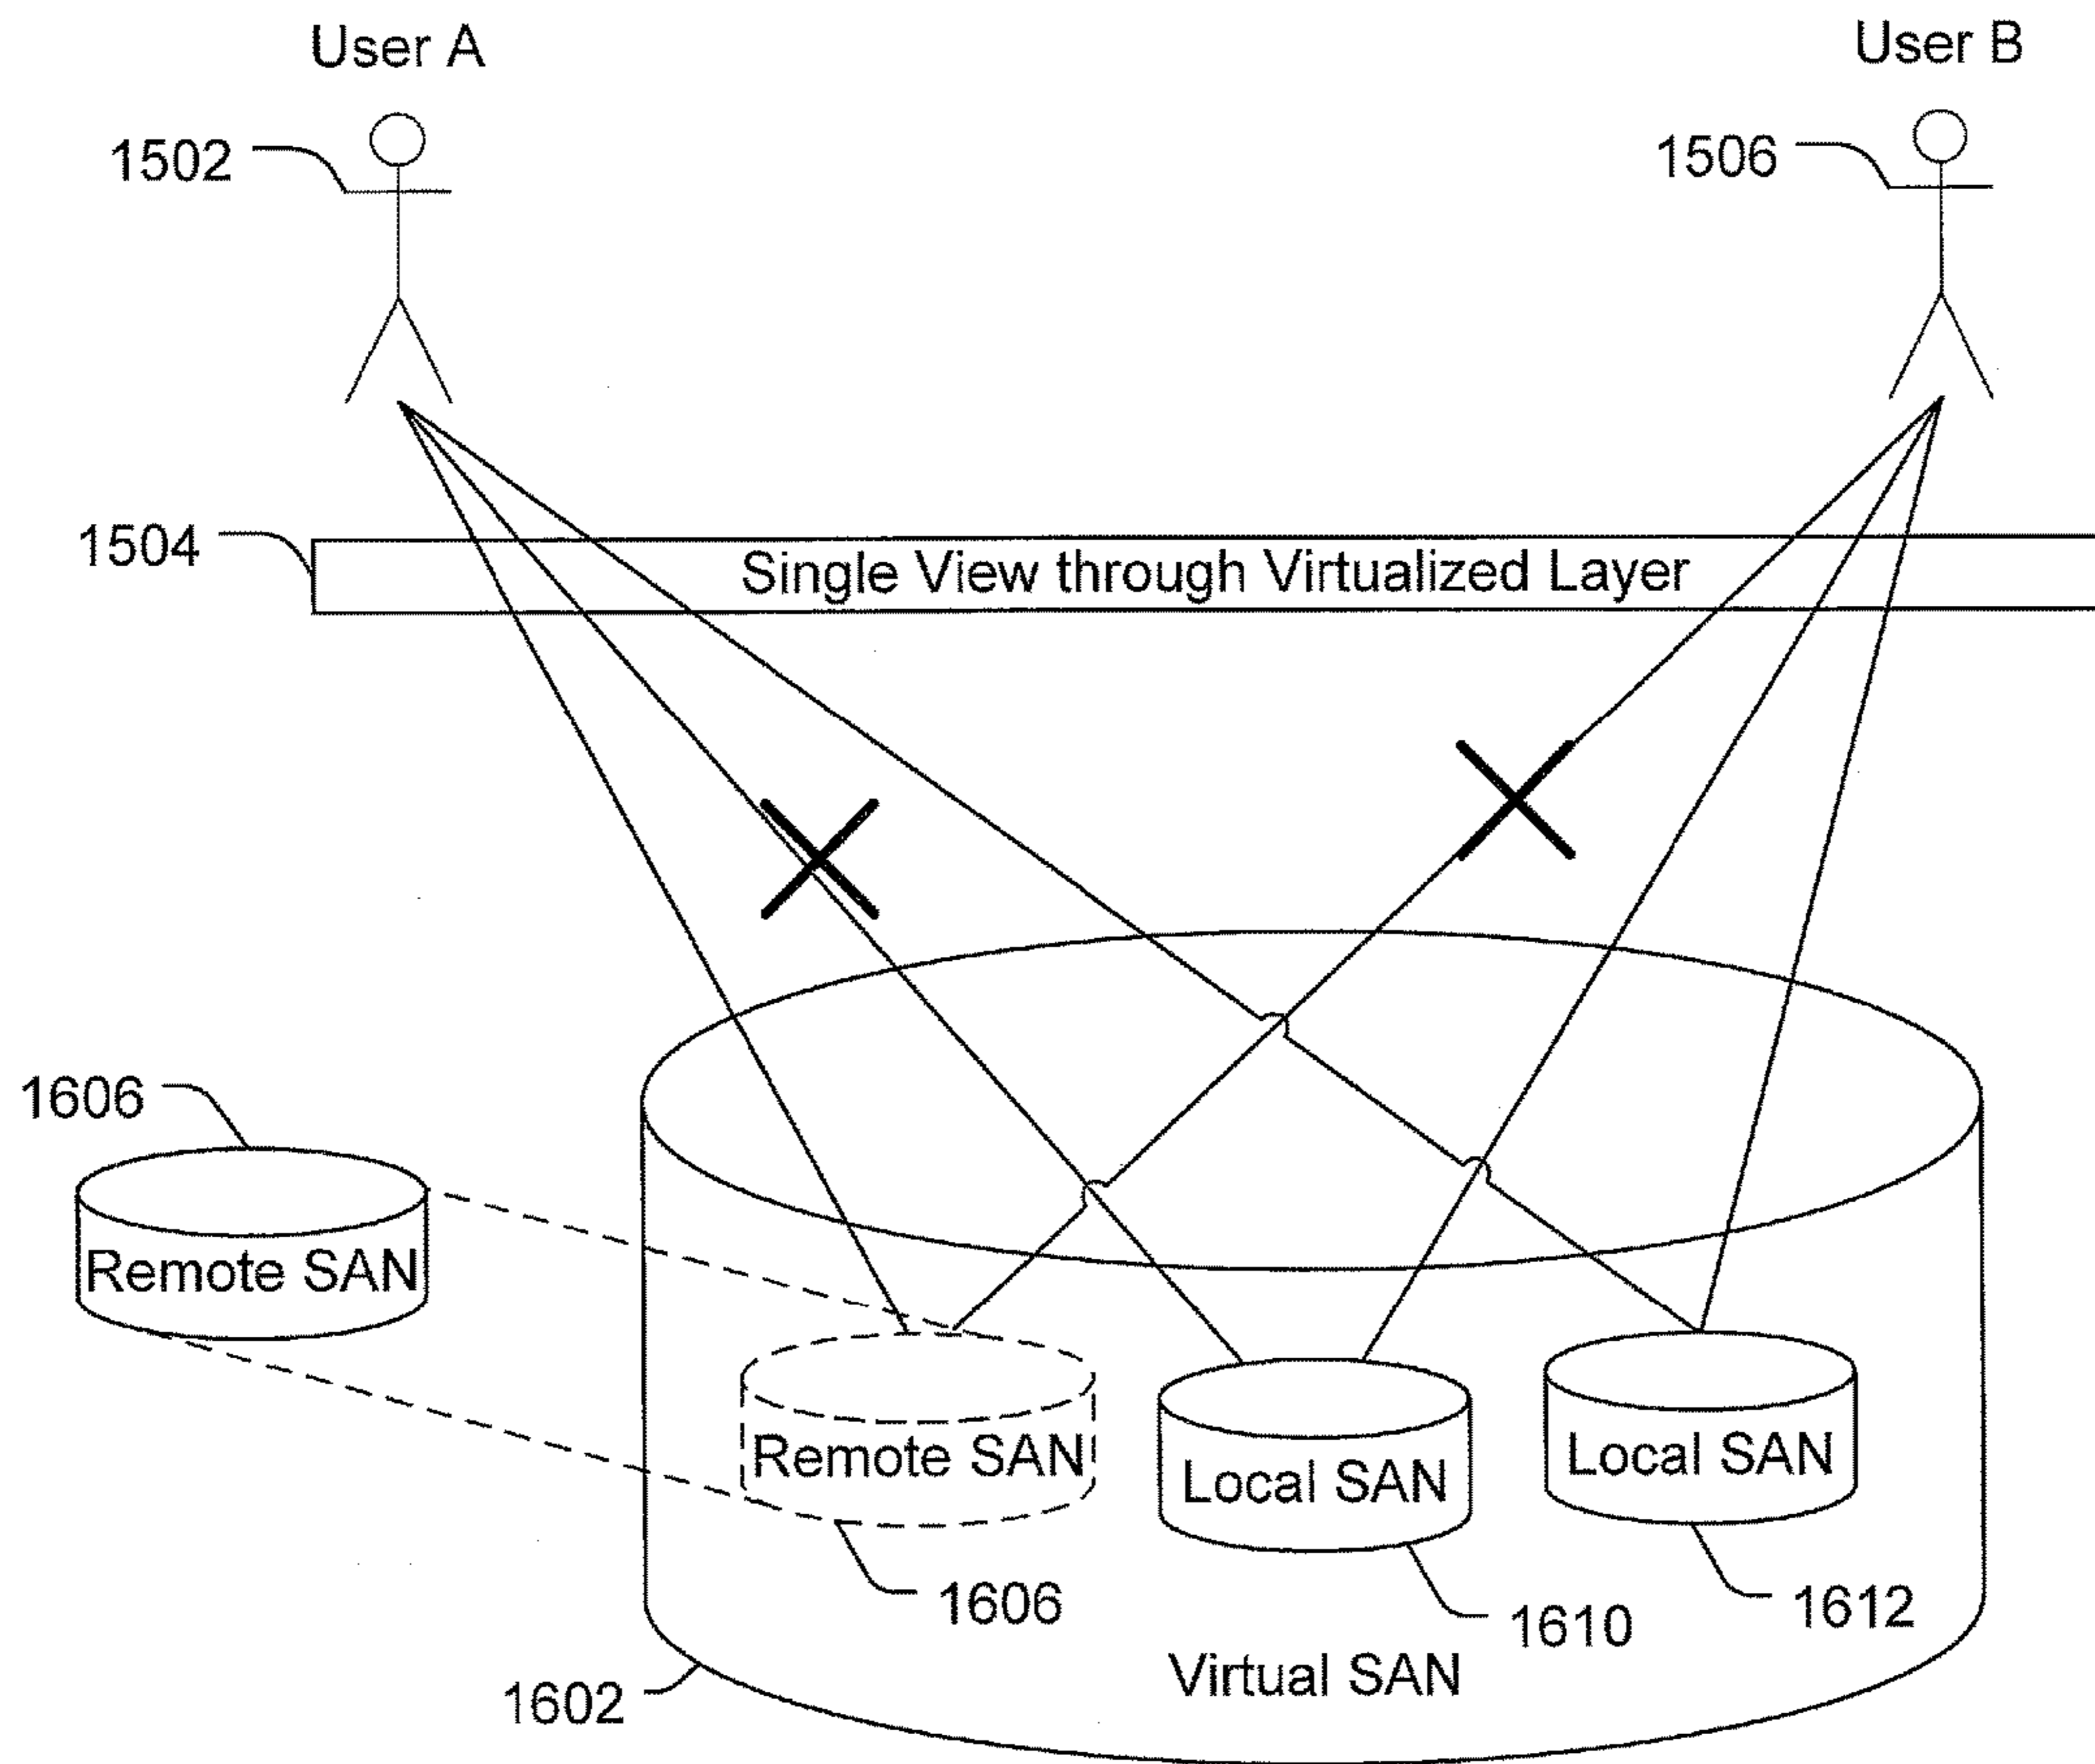 User A
User B
1502
1506
1504
Single View through Virtualized Layer
1606
Remote SAN
Remote SAN
Local SAN
Local SAN
1606
1610
1612
Virtual SAN
1602